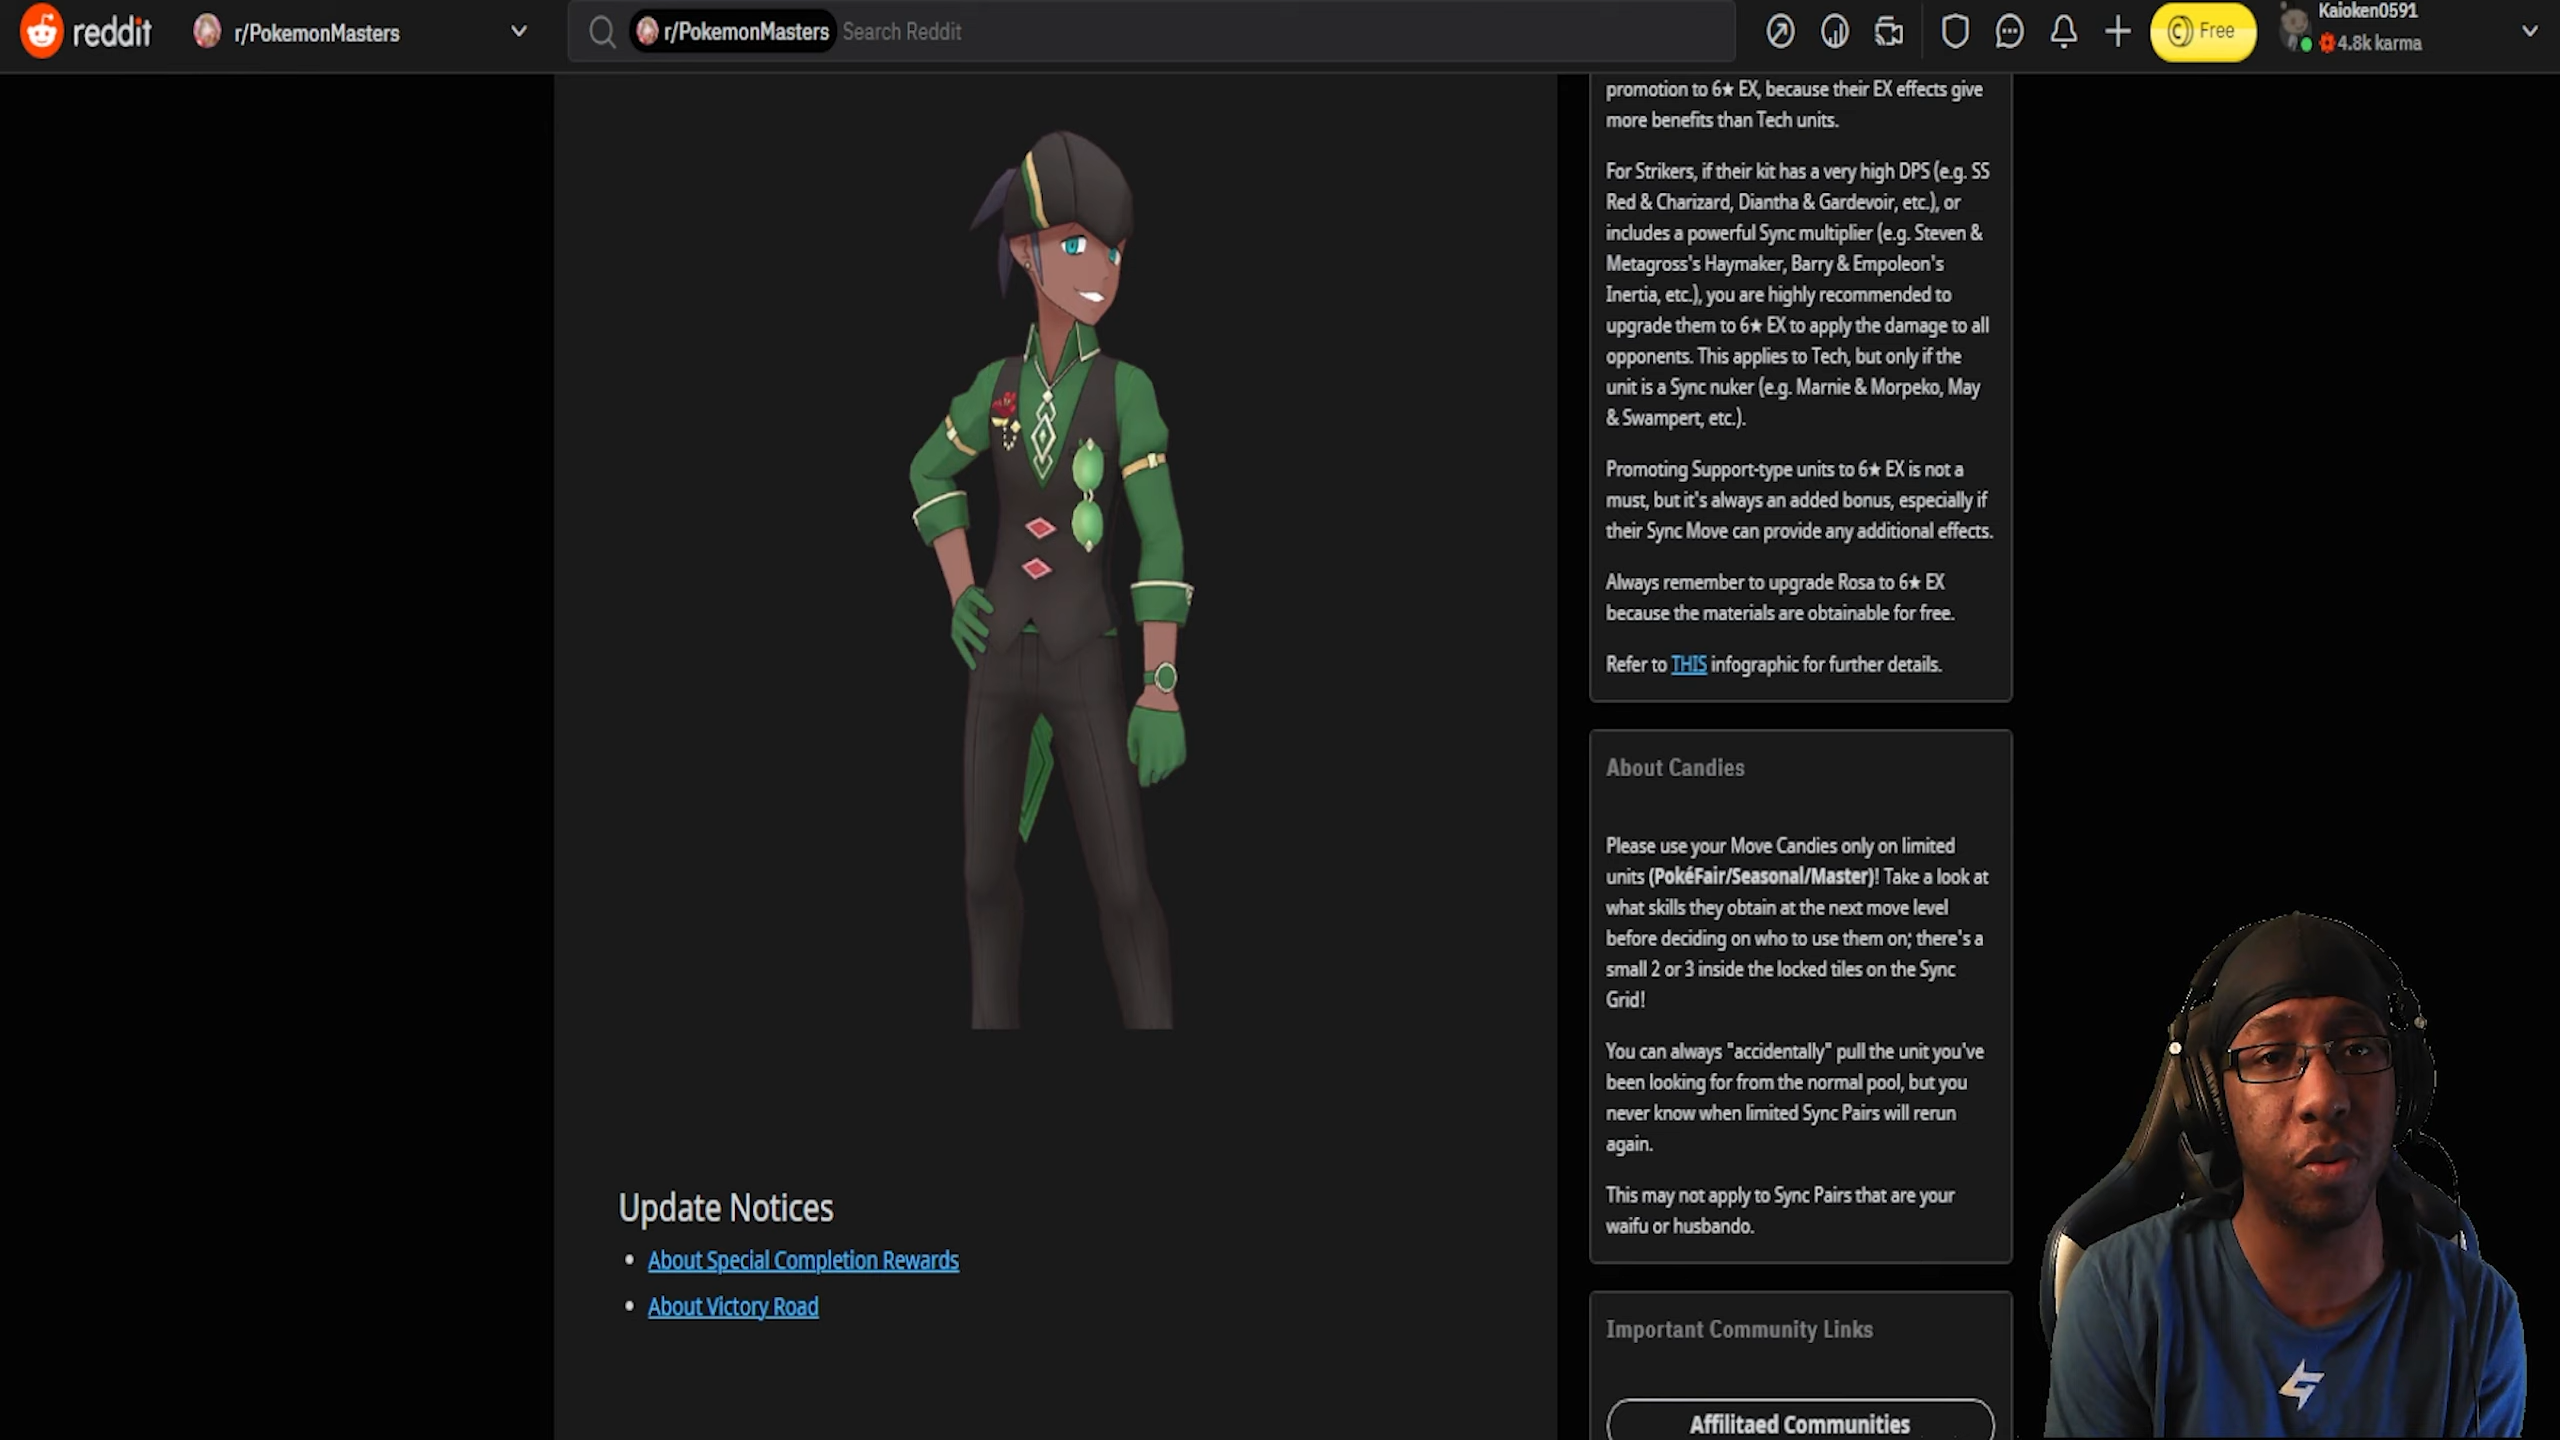 reddit
r/PokemonMasters
r/PokemonMasters Search Reddit
Free
Kaioken0591
4.8k karma
promotion to 6★ EX, because their EX effects give
more benefits than Tech units.
For Strikers, if their kit has a very high DPS (e.g. SS
Red & Charizard, Diantha & Gardevoir, etc.), or
includes a powerful Sync multiplier (e.g. Steven &
Metagross's Haymaker, Barry & Empoleon's
Inertia, etc.), you are highly recommended to
upgrade them to 6★ EX to apply the damage to all
opponents. This applies to Tech, but only if the
unit is a Sync nuker (e.g. Marnie & Morpeko, May
& Swampert, etc.).
Promoting Support-type units to 6★ EX is not a
must, but it's always an added bonus, especially if
their Sync Move can provide any additional effects.
Always remember to upgrade Rosa to 6★ EX
because the materials are obtainable for free.
Refer to THIS infographic for further details.
About Candies
Please use your Move Candies only on limited
units (PokéFair/Seasonal/Master)! Take a look at
what skills they obtain at the next move level
before deciding on who to use them on; there's a
small 2 or 3 inside the locked tiles on the Sync
Grid!
You can always "accidentally" pull the unit you've
been looking for from the normal pool, but you
never know when limited Sync Pairs will rerun
again.
This may not apply to Sync Pairs that are your
waifu or husbando.
Update Notices
About Special Completion Rewards
About Victory Road
Important Community Links
Affilitaed Communities